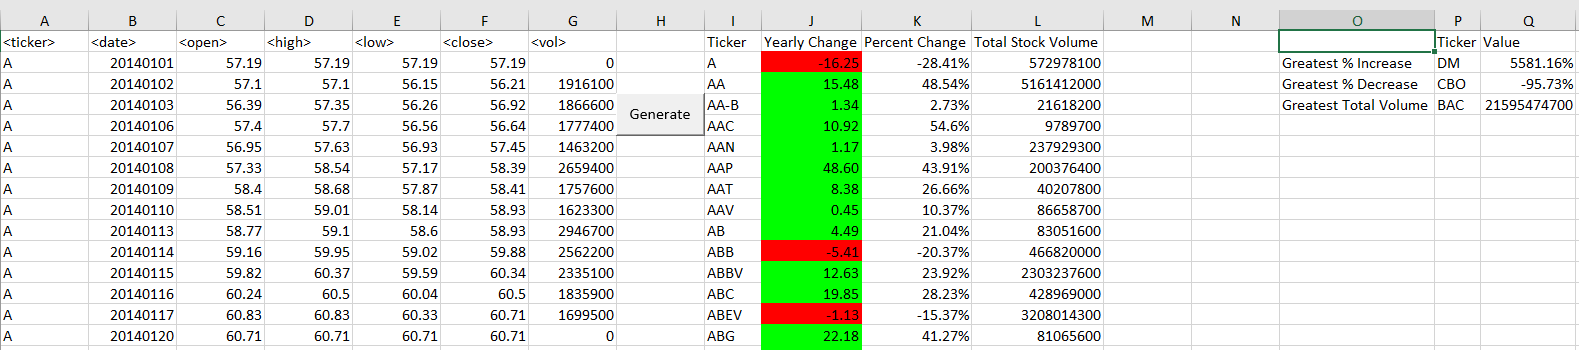 A B C D E F G H I J K L M N O P Q
<ticker> <date> <open> <high> <low> <close> <vol> Ticker Yearly Change Percent Change Total Stock Volume Ticker Value
A 20140101 57.19 57.19 57.19 57.19 0 A -16.25 -28.41% 572978100 Greatest % Increase DM 5581.16%
A 20140102 57.1 57.1 56.15 56.21 1916100 AA 15.48 48.54% 5161412000 Greatest % Decrease CBO -95.73%
A 20140103 56.39 57.35 56.26 56.92 1866600 AA-B 1.34 2.73% 21618200 Greatest Total Volume BAC 21595474700
Generate
A 20140106 57.4 57.7 56.56 56.64 1777400 AAC 10.92 54.6% 9789700
A 20140107 56.95 57.63 56.93 57.45 1463200 AAN 1.17 3.98% 237929300
A 20140108 57.33 58.54 57.17 58.39 2659400 AAP 48.60 43.91% 200376400
A 20140109 58.4 58.68 57.87 58.41 1757600 AAT 8.38 26.66% 40207800
A 20140110 58.51 59.01 58.14 58.93 1623300 AAV 0.45 10.37% 86658700
A 20140113 58.77 59.1 58.6 58.93 2946700 AB 4.49 21.04% 83051600
A 20140114 59.16 59.95 59.02 59.88 2562200 ABB -5.41 -20.37% 466820000
A 20140115 59.82 60.37 59.59 60.34 2335100 ABBV 12.63 23.92% 2303237600
A 20140116 60.24 60.5 60.04 60.5 1835900 ABC 19.85 28.23% 428969000
A 20140117 60.83 60.83 60.33 60.71 1699500 ABEV -1.13 -15.37% 3208014300
A 20140120 60.71 60.71 60.71 60.71 0 ABG 22.18 41.27% 81065600